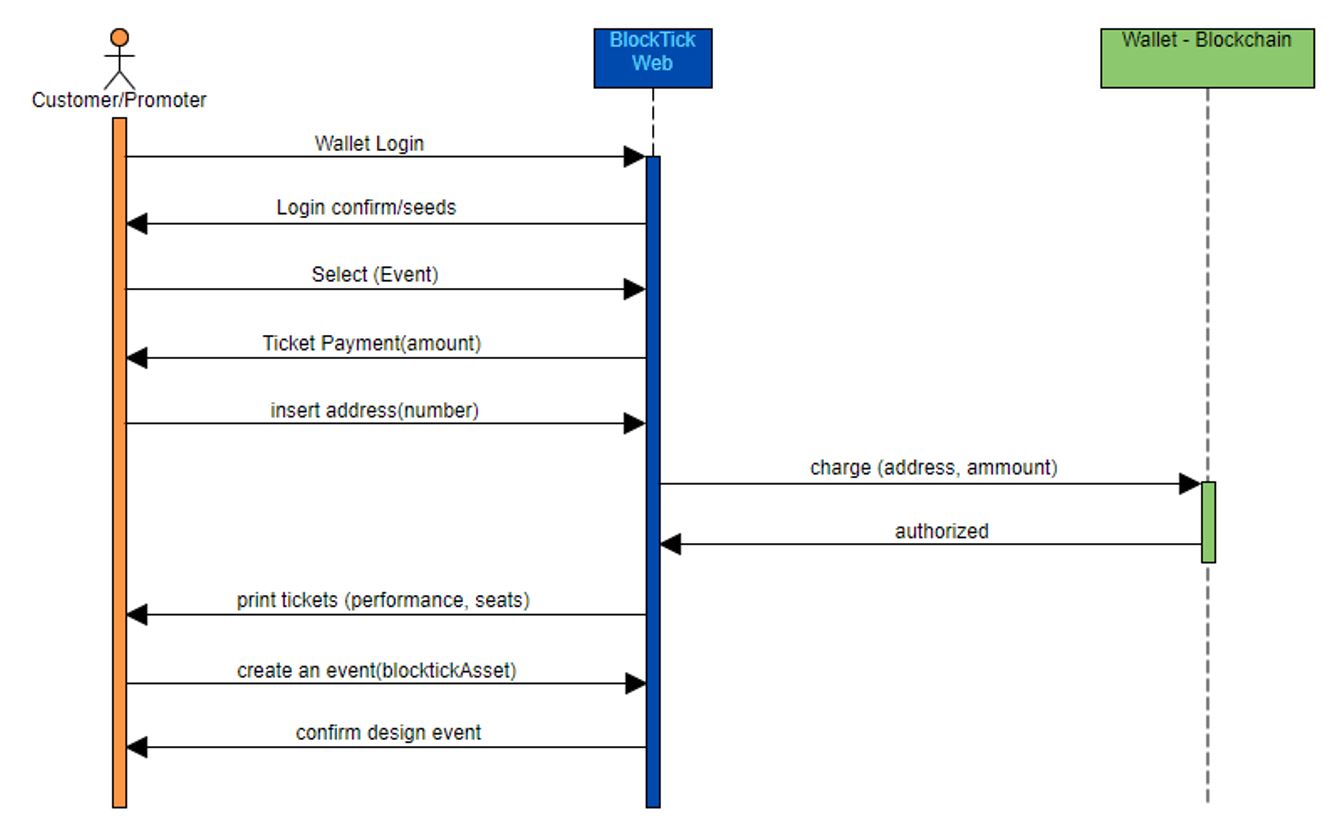 BlockTick
Web
Wallet - Blockchain
Customer/Promoter
Wallet Login
Login confirm/seeds
Select (Event)
Ticket Payment(amount)
insert address(number)
charge (address, ammount)
authorized
print tickets (performance, seats)
create an event(blocktickAsset)
confirm design event